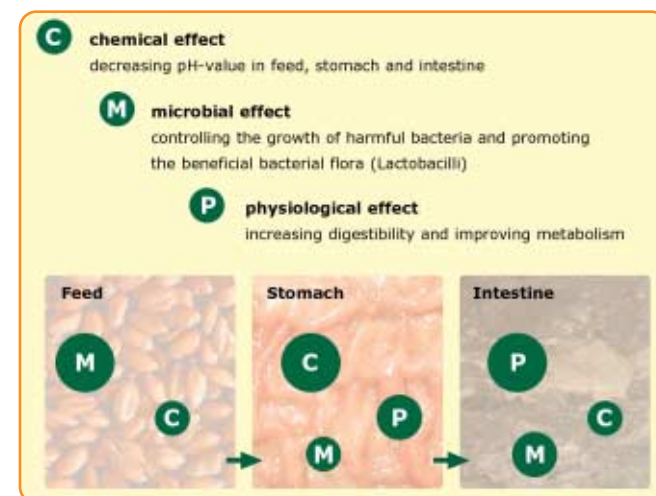 C chemical effect
decreasing pH-value in feed, stomach and intestine
M microbial effect
controlling the growth of harmful bacteria and promoting
the beneficial bacterial flora (Lactobacilli)
P physiological effect
increasing digestibility and improving metabolism
Feed
M
C
Stomach
C
P
M
Intestine
P
C
M